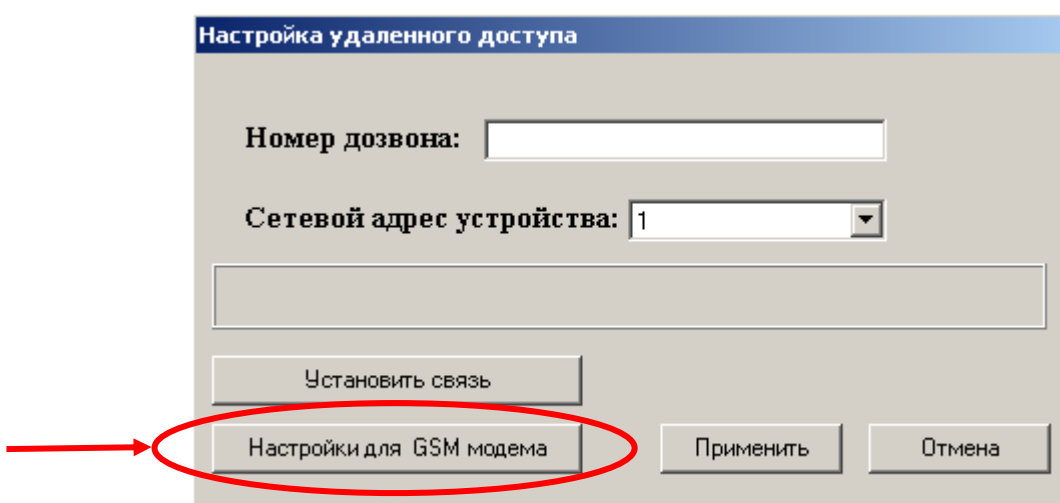 Настройка удаленного доступа
Номер дозвона:
Сетевой адрес устройства: 1
Установить связь
Настройки для GSM модема Применить Отмена